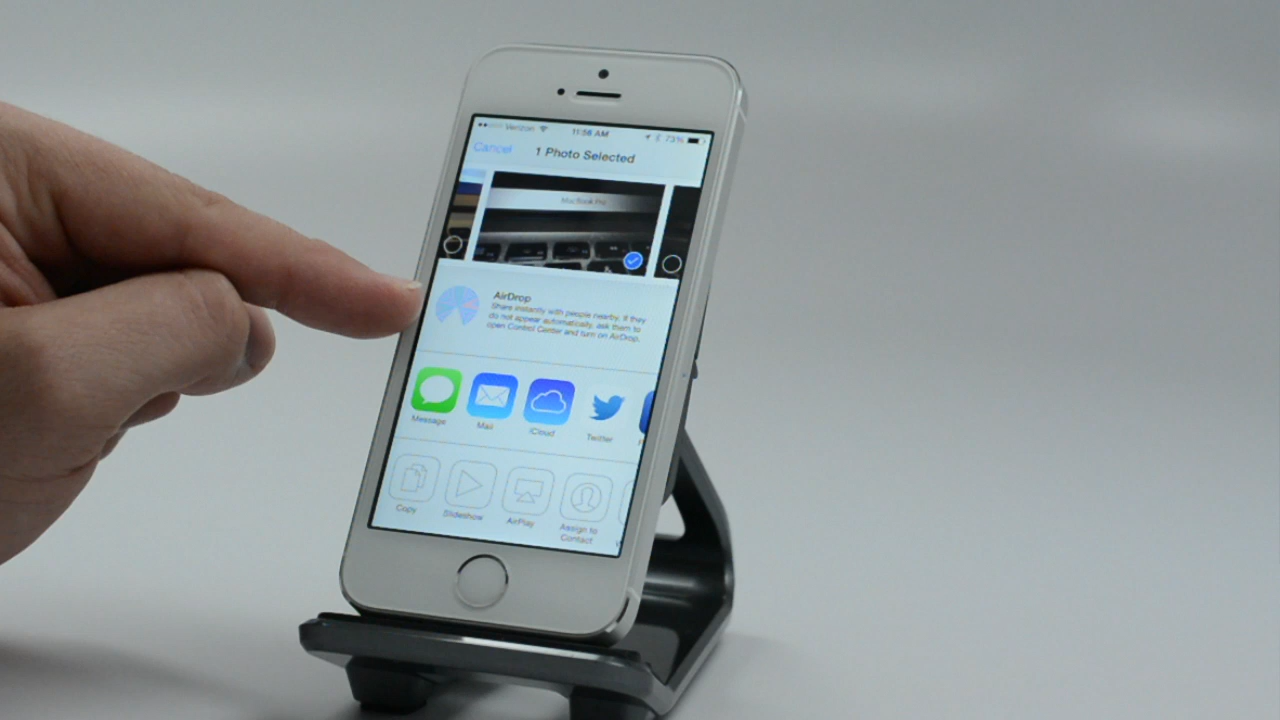 Verizon 11:58 AM 73%
Cancel 1 Photo Selected
MacBook Pro
AirDrop
Share instantly with people nearby. If they
do not appear automatically, ask them to
open Control Center and turn on AirDrop.
Message Mail iCloud Twitter
Copy Slideshow AirPlay Assign to
Contact